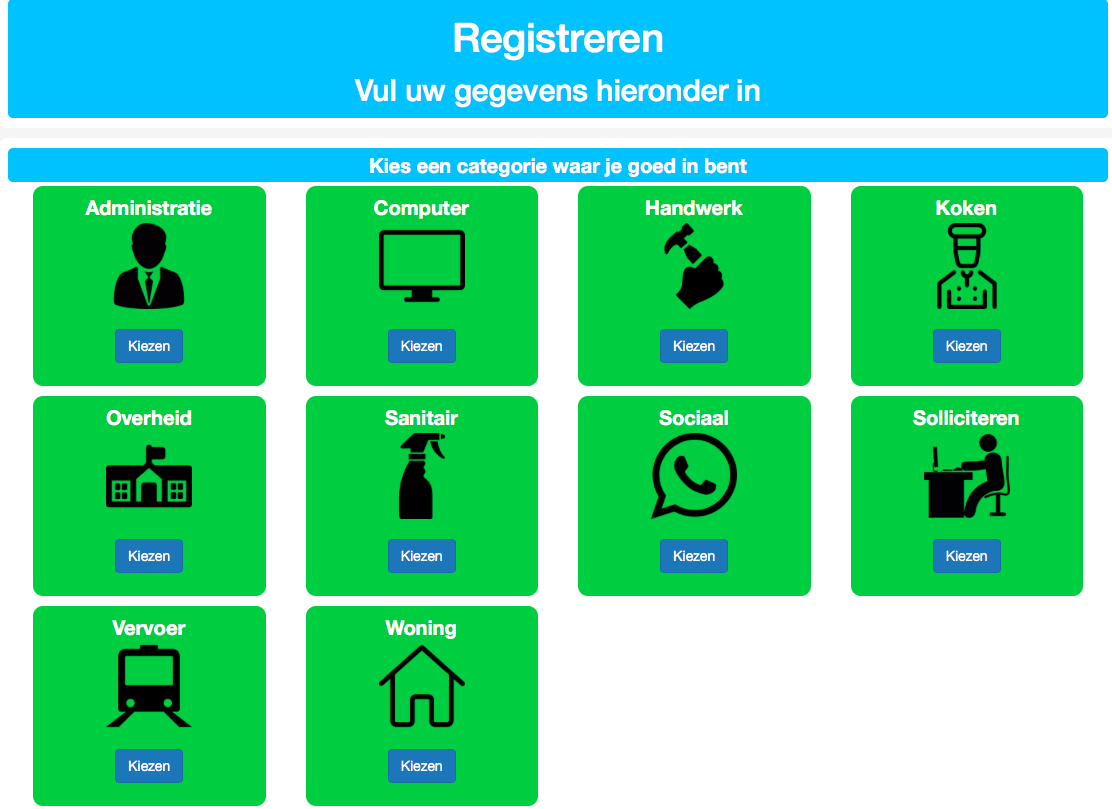 Registreren
Vul uw gegevens hieronder in
Kies een categorie waar je goed in bent
Administratie
Computer
Handwerk
Koken
Kiezen
Kiezen
Kiezen
Kiezen
Overheid
Sanitair
Sociaal
Solliciteren
Kiezen
Kiezen
Kiezen
Kiezen
Vervoer
Woning
Kiezen
Kiezen